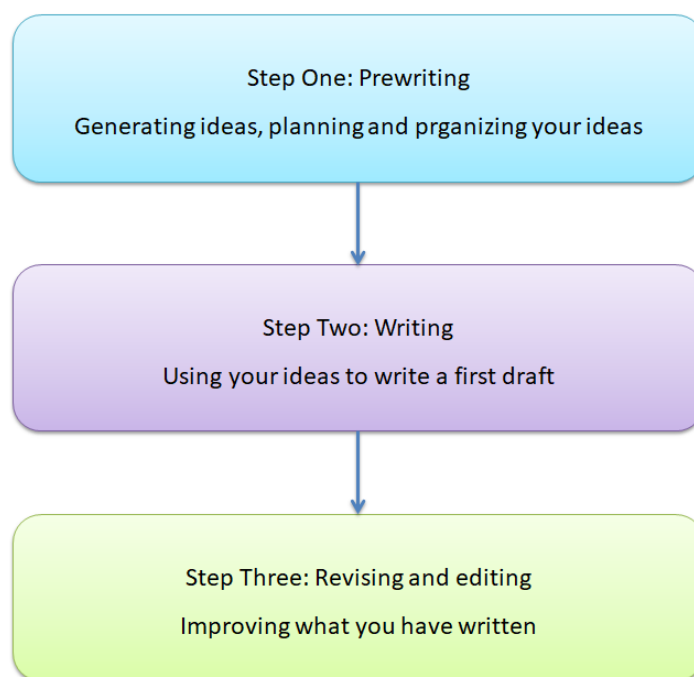 Step One: Prewriting
Generating ideas, planning and prganizing your ideas
Step Two: Writing
Using your ideas to write a first draft
Step Three: Revising and editing
Improving what you have written